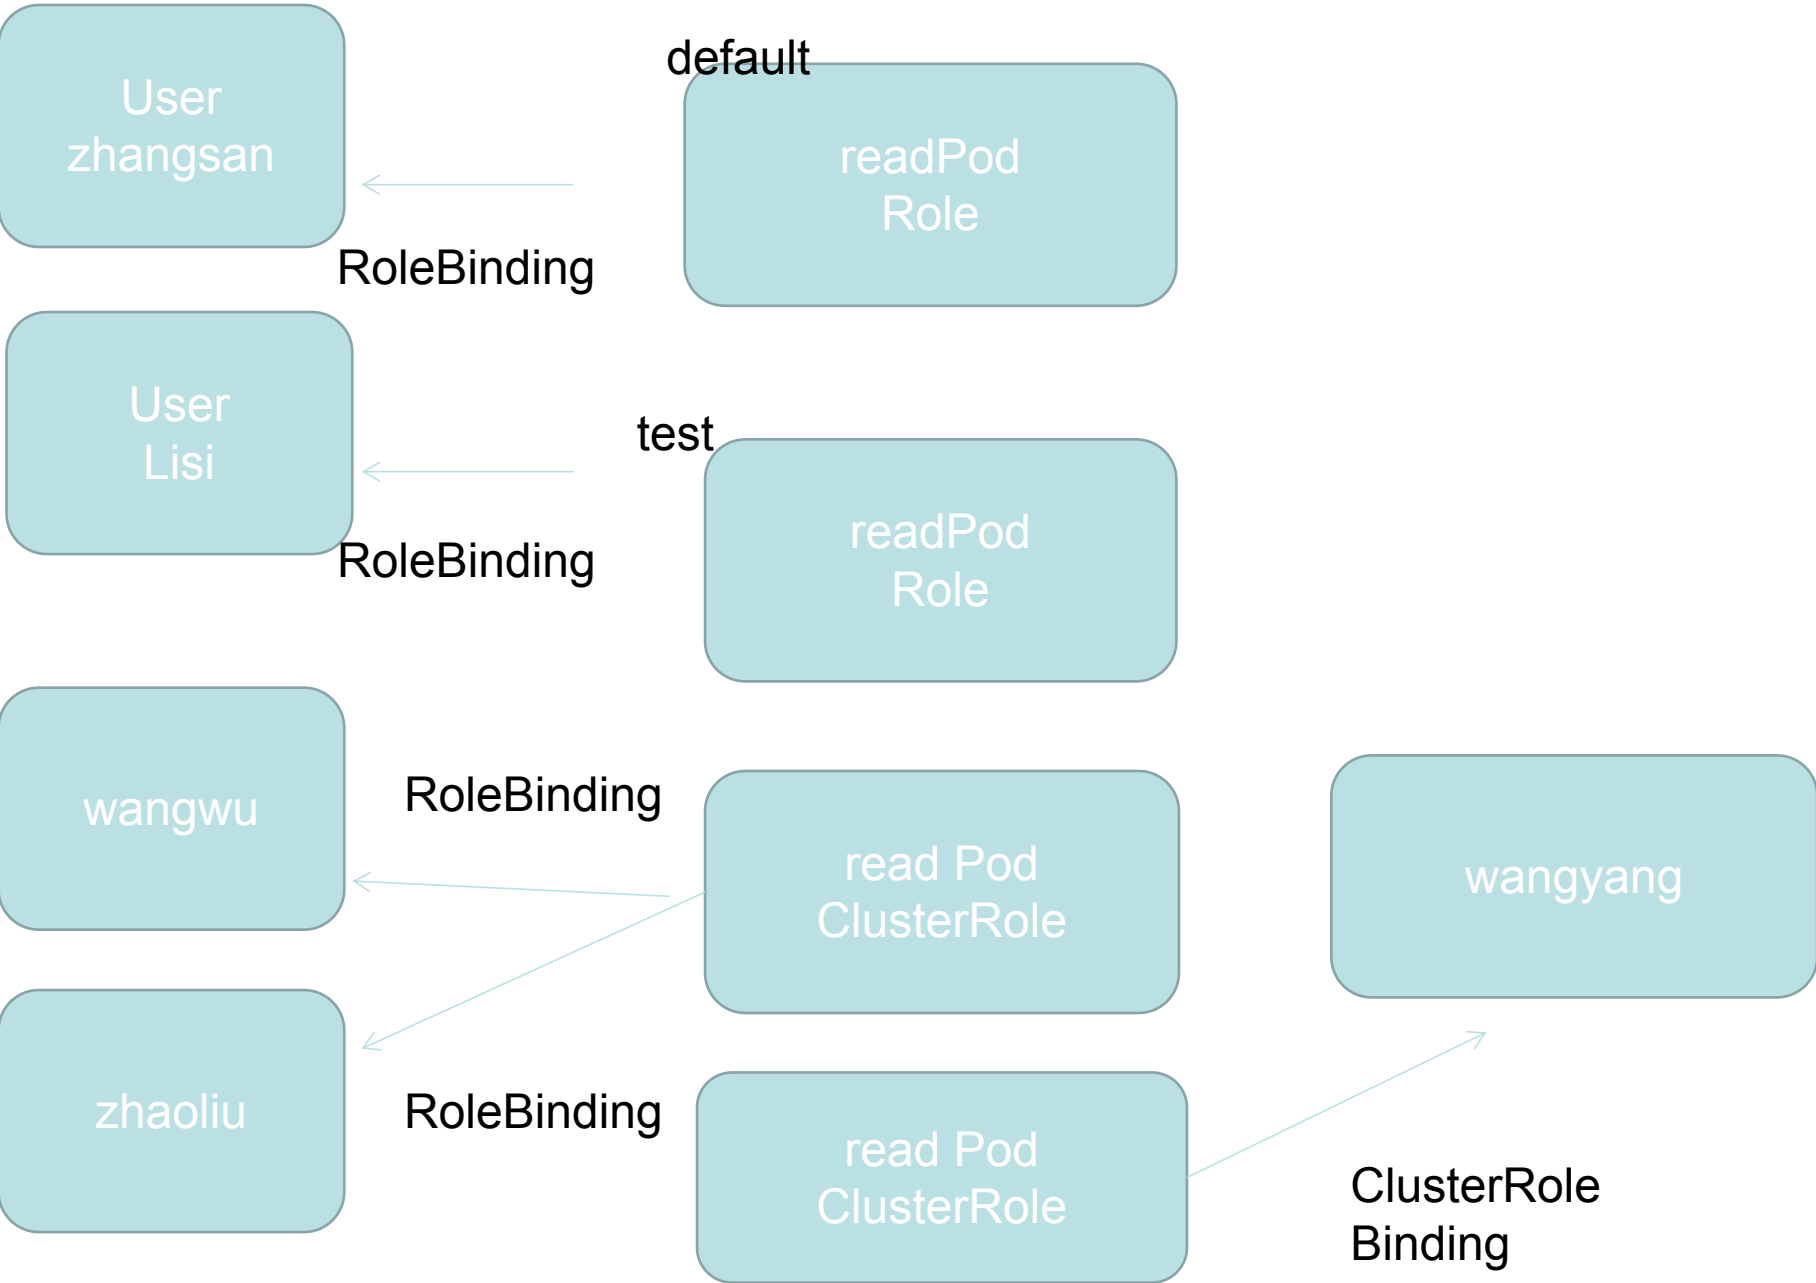 default
User
zhangsan
readPod
Role
RoleBinding
User
Lisi
test
readPod
Role
RoleBinding
wangwu
RoleBinding
read Pod
ClusterRole
wangyang
zhaoliu
RoleBinding
read Pod
ClusterRole
ClusterRole
Binding